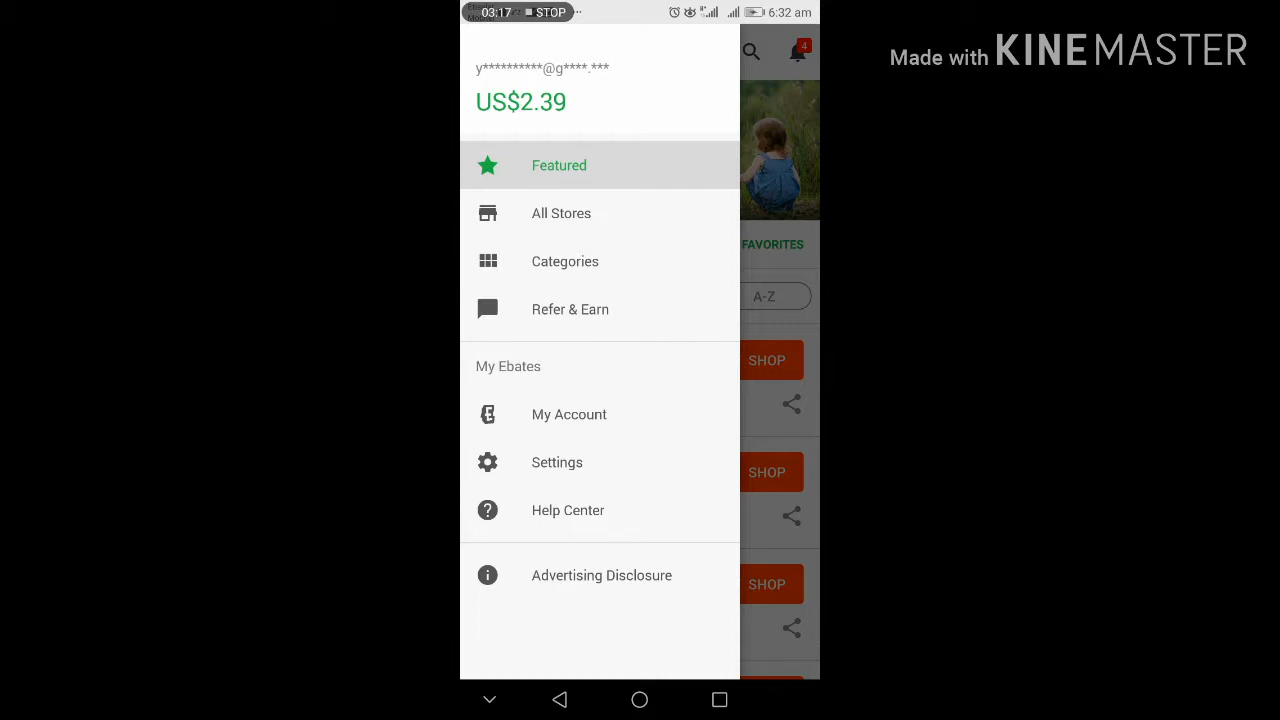 03:17 STOP
6:32 am
Made with KINEMASTER
4
y**********@g****.***
US$2.39
Featured
All Stores
FAVORITES
Categories
A-Z
Refer & Earn
SHOP
My Ebates
My Account
Settings
SHOP
Help Center
Advertising Disclosure
SHOP